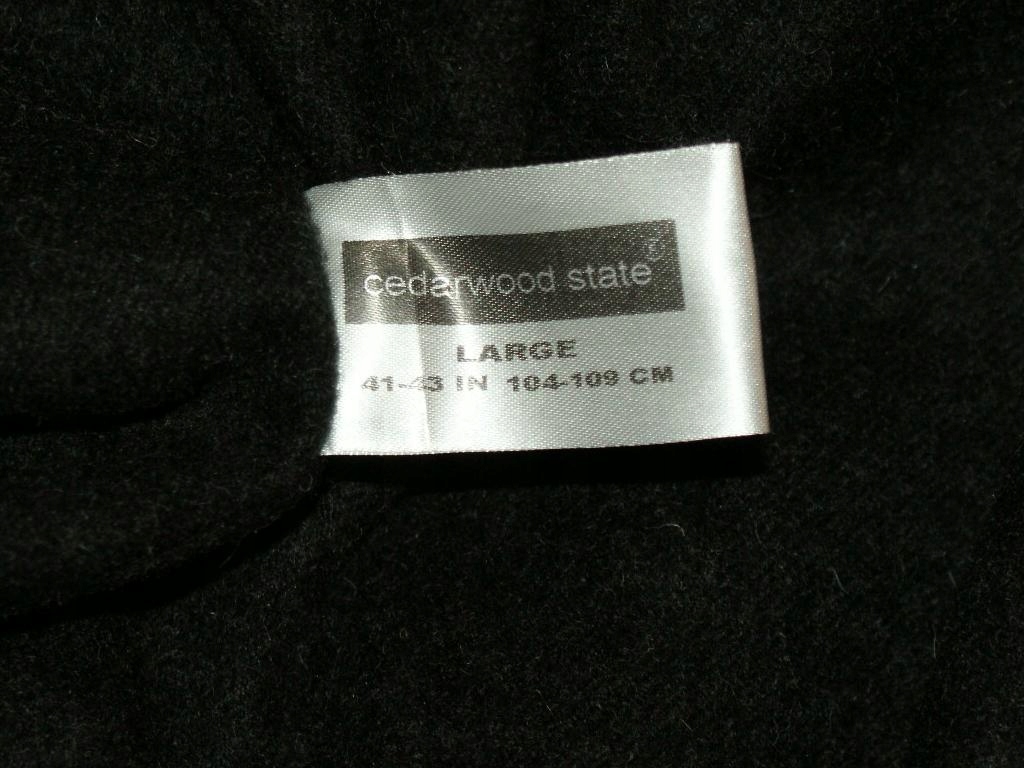 cedarwood state
LARGE
41-43 IN 104-109 CM